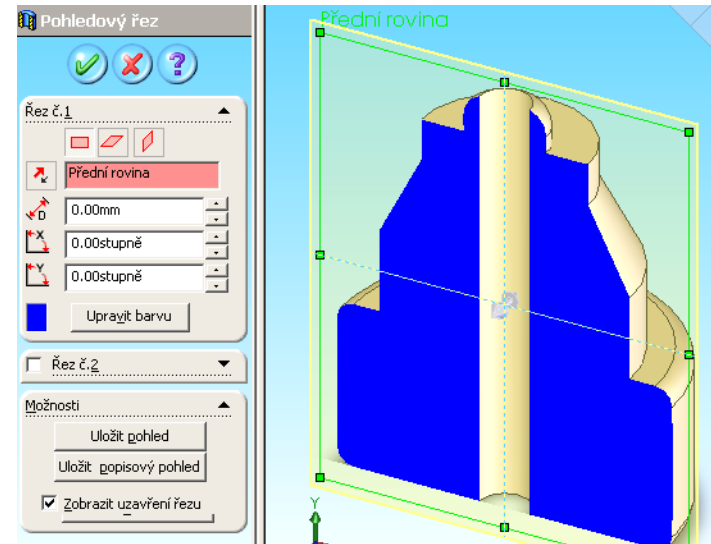 Pohledový řez
Řez č.1
Přední rovina
D
0.00mm
X
0.00stupně
Y
0.00stupně
Upravit barvu
Řez č.2
Možnosti
Uložit pohled
Uložit popisový pohled
Zobrazit uzavření řezu
Přední rovina
Y